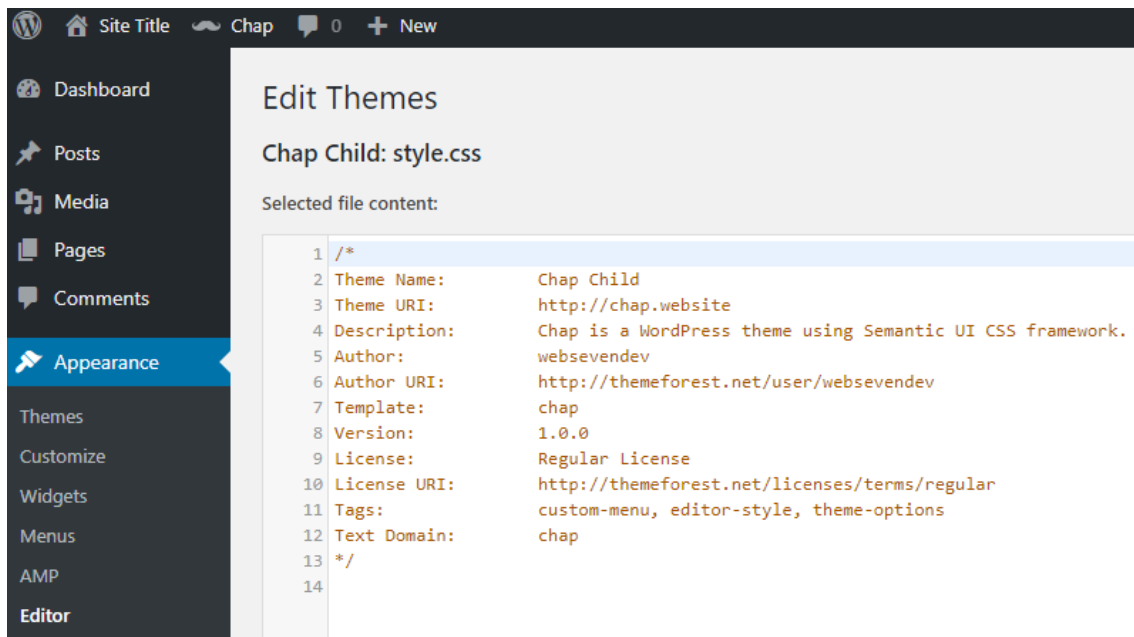 Site Title Chap 0 + New
Dashboard
Posts
Media
Pages
Comments
Appearance
Themes
Customize
Widgets
Menus
AMP
Editor
Edit Themes
Chap Child: style.css
Selected file content:
1 /*
2 Theme Name: Chap Child
3 Theme URI: http://chap.website
4 Description: Chap is a WordPress theme using Semantic UI CSS framework.
5 Author: websevendev
6 Author URI: http://themeforest.net/user/websevendev
7 Template: chap
8 Version: 1.0.0
9 License: Regular License
10 License URI: http://themeforest.net/licenses/terms/regular
11 Tags: custom-menu, editor-style, theme-options
12 Text Domain: chap
13 */
14